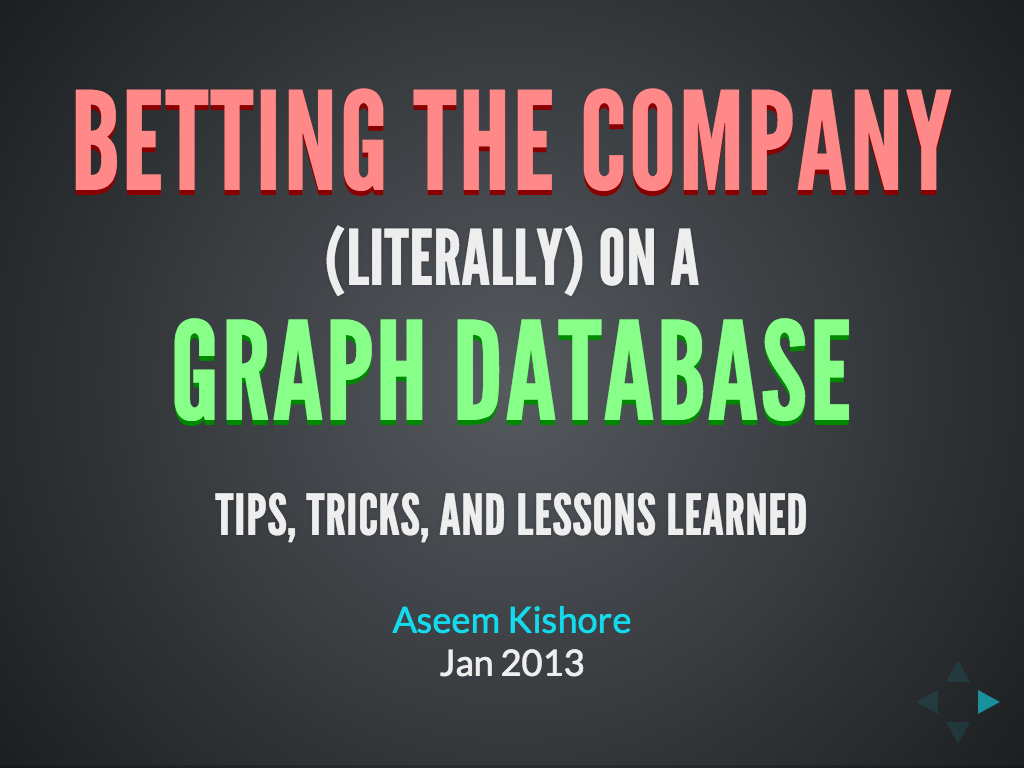 BETTING THE COMPANY
(LITERALLY) ON A
GRAPH DATABASE
TIPS, TRICKS, AND LESSONS LEARNED
Aseem Kishore
Jan 2013